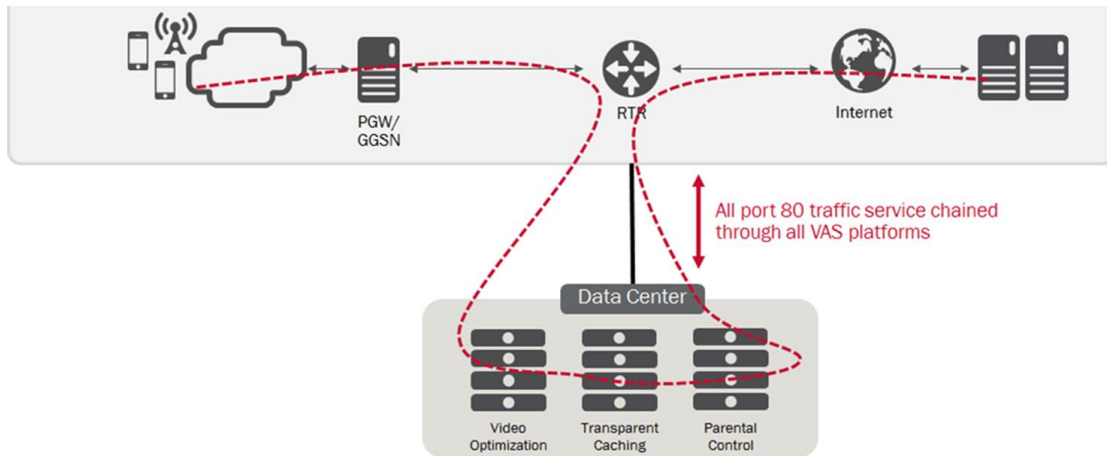 PGW/
GGSN
RTR
Internet
All port 80 traffic service chained
through all VAS platforms
Data Center
Video
Optimization
Transparent
Caching
Parental
Control